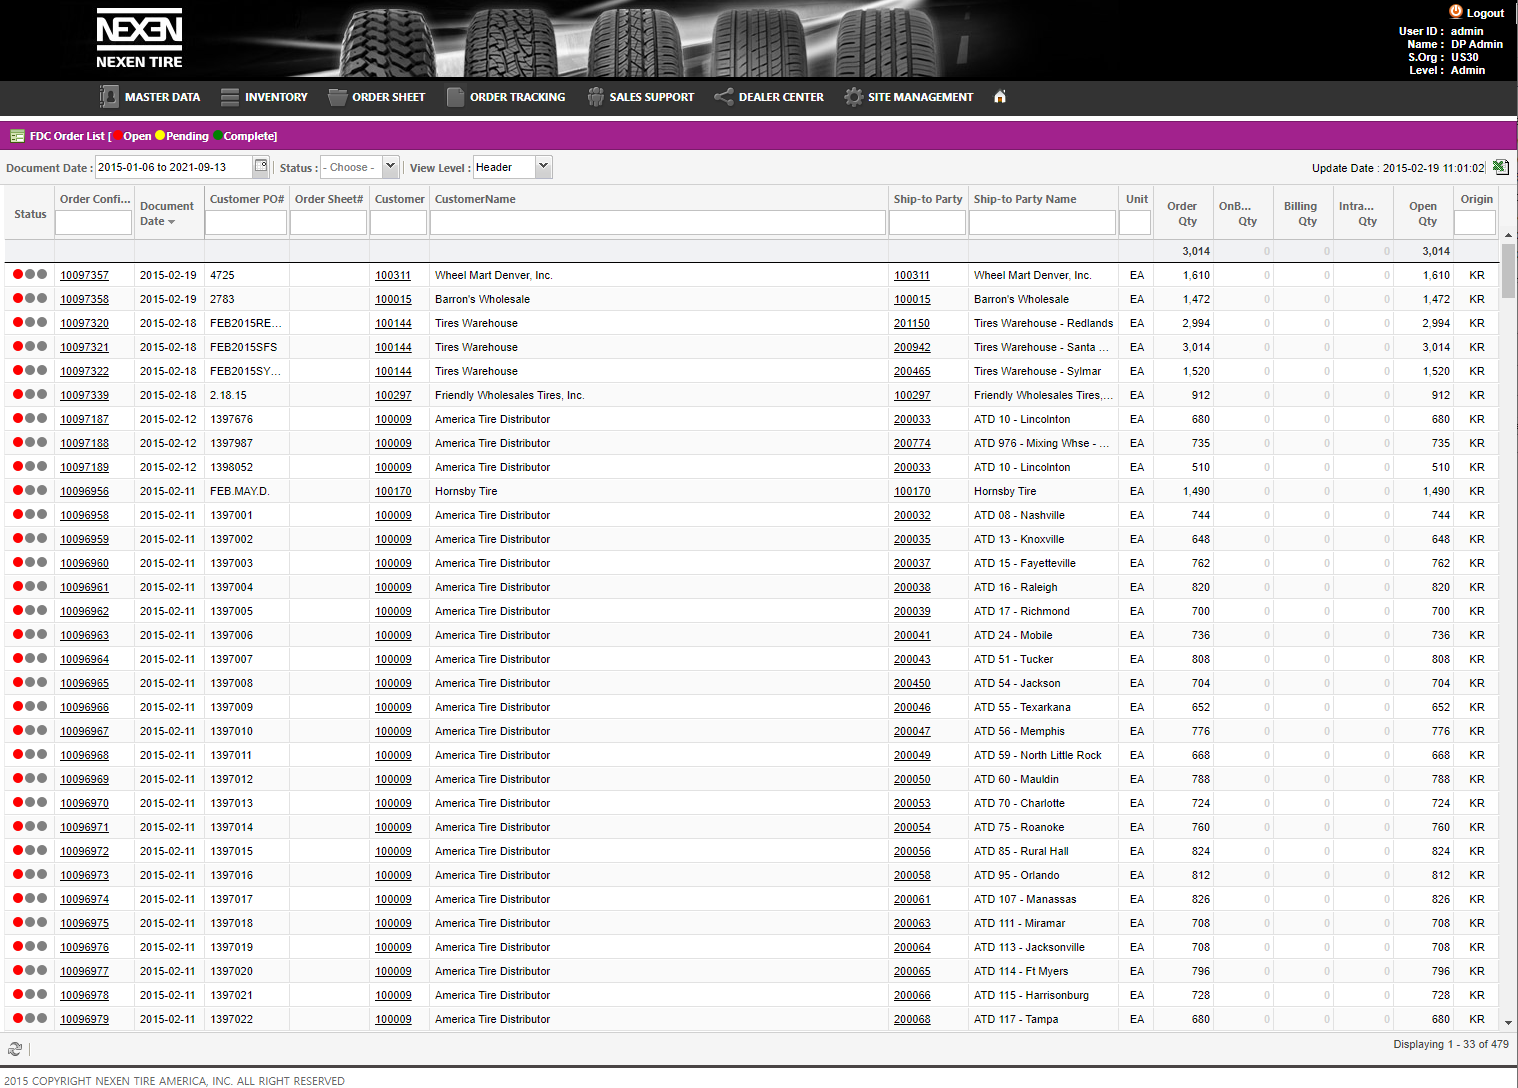 NEXEN
NEXEN TIRE
Logout
User ID : admin
Name : DP Admin
S.Org : US30
Level : Admin
MASTER DATA INVENTORY ORDER SHEET ORDER TRACKING SALES SUPPORT DEALER CENTER SITE MANAGEMENT
FDC Order List [ Open Pending Complete]
Document Date : 2015-01-06 to 2021-09-13 Status : - Choose - View Level : Header Update Date : 2015-02-19 11:01:02
Status Order Confi... Document Date Customer PO# Order Sheet# Customer CustomerName Ship-to Party Ship-to Party Name Unit Order Qty OnB... Qty Billing Qty Intra... Qty Open Qty Origin
3,014 0 0 0 3,014
10097357 2015-02-19 4725 100311 Wheel Mart Denver, Inc. 100311 Wheel Mart Denver, Inc. EA 1,610 0 0 0 1,610 KR
10097358 2015-02-19 2783 100015 Barron's Wholesale 100015 Barron's Wholesale EA 1,472 0 0 0 1,472 KR
10097320 2015-02-18 FEB2015RE... 100144 Tires Warehouse 201150 Tires Warehouse - Redlands EA 2,994 0 0 0 2,994 KR
10097321 2015-02-18 FEB2015SFS 100144 Tires Warehouse 200942 Tires Warehouse - Santa ... EA 3,014 0 0 0 3,014 KR
10097322 2015-02-18 FEB2015SY... 100144 Tires Warehouse 200465 Tires Warehouse - Sylmar EA 1,520 0 0 0 1,520 KR
10097339 2015-02-18 2.18.15 100297 Friendly Wholesales Tires, Inc. 100297 Friendly Wholesales Tires,... EA 912 0 0 0 912 KR
10097187 2015-02-12 1397676 100009 America Tire Distributor 200033 ATD 10 - Lincolnton EA 680 0 0 0 680 KR
10097188 2015-02-12 1397987 100009 America Tire Distributor 200774 ATD 976 - Mixing Whse - ... EA 735 0 0 0 735 KR
10097189 2015-02-12 1398052 100009 America Tire Distributor 200033 ATD 10 - Lincolnton EA 510 0 0 0 510 KR
10096956 2015-02-11 FEB.MAY.D. 100170 Hornsby Tire 100170 Hornsby Tire EA 1,490 0 0 0 1,490 KR
10096958 2015-02-11 1397001 100009 America Tire Distributor 200032 ATD 08 - Nashville EA 744 0 0 0 744 KR
10096959 2015-02-11 1397002 100009 America Tire Distributor 200035 ATD 13 - Knoxville EA 648 0 0 0 648 KR
10096960 2015-02-11 1397003 100009 America Tire Distributor 200037 ATD 15 - Fayetteville EA 762 0 0 0 762 KR
10096961 2015-02-11 1397004 100009 America Tire Distributor 200038 ATD 16 - Raleigh EA 820 0 0 0 820 KR
10096962 2015-02-11 1397005 100009 America Tire Distributor 200039 ATD 17 - Richmond EA 700 0 0 0 700 KR
10096963 2015-02-11 1397006 100009 America Tire Distributor 200041 ATD 24 - Mobile EA 736 0 0 0 736 KR
10096964 2015-02-11 1397007 100009 America Tire Distributor 200043 ATD 51 - Tucker EA 808 0 0 0 808 KR
10096965 2015-02-11 1397008 100009 America Tire Distributor 200450 ATD 54 - Jackson EA 704 0 0 0 704 KR
10096966 2015-02-11 1397009 100009 America Tire Distributor 200046 ATD 55 - Texarkana EA 652 0 0 0 652 KR
10096967 2015-02-11 1397010 100009 America Tire Distributor 200047 ATD 56 - Memphis EA 776 0 0 0 776 KR
10096968 2015-02-11 1397011 100009 America Tire Distributor 200049 ATD 59 - North Little Rock EA 668 0 0 0 668 KR
10096969 2015-02-11 1397012 100009 America Tire Distributor 200050 ATD 60 - Mauldin EA 788 0 0 0 788 KR
10096970 2015-02-11 1397013 100009 America Tire Distributor 200053 ATD 70 - Charlotte EA 724 0 0 0 724 KR
10096971 2015-02-11 1397014 100009 America Tire Distributor 200054 ATD 75 - Roanoke EA 760 0 0 0 760 KR
10096972 2015-02-11 1397015 100009 America Tire Distributor 200056 ATD 85 - Rural Hall EA 824 0 0 0 824 KR
10096973 2015-02-11 1397016 100009 America Tire Distributor 200058 ATD 95 - Orlando EA 812 0 0 0 812 KR
10096974 2015-02-11 1397017 100009 America Tire Distributor 200061 ATD 107 - Manassas EA 826 0 0 0 826 KR
10096975 2015-02-11 1397018 100009 America Tire Distributor 200063 ATD 111 - Miramar EA 708 0 0 0 708 KR
10096976 2015-02-11 1397019 100009 America Tire Distributor 200064 ATD 113 - Jacksonville EA 708 0 0 0 708 KR
10096977 2015-02-11 1397020 100009 America Tire Distributor 200065 ATD 114 - Ft Myers EA 796 0 0 0 796 KR
10096978 2015-02-11 1397021 100009 America Tire Distributor 200066 ATD 115 - Harrisonburg EA 728 0 0 0 728 KR
10096979 2015-02-11 1397022 100009 America Tire Distributor 200068 ATD 117 - Tampa EA 680 0 0 0 680 KR
Displaying 1 - 33 of 479
2015 COPYRIGHT NEXEN TIRE AMERICA, INC. ALL RIGHT RESERVED